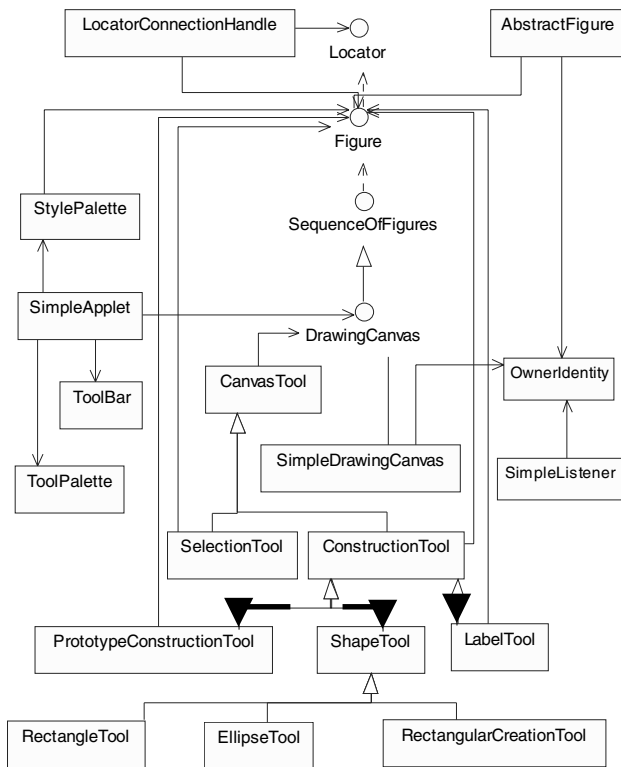 LocatorConnectionHandle
AbstractFigure
Locator
Figure
StylePalette
SequenceOfFigures
SimpleApplet
DrawingCanvas
CanvasTool
OwnerIdentity
ToolBar
SimpleDrawingCanvas
ToolPalette
SimpleListener
SelectionTool
ConstructionTool
PrototypeConstructionTool
ShapeTool
LabelTool
RectangleTool
EllipseTool
RectangularCreationTool